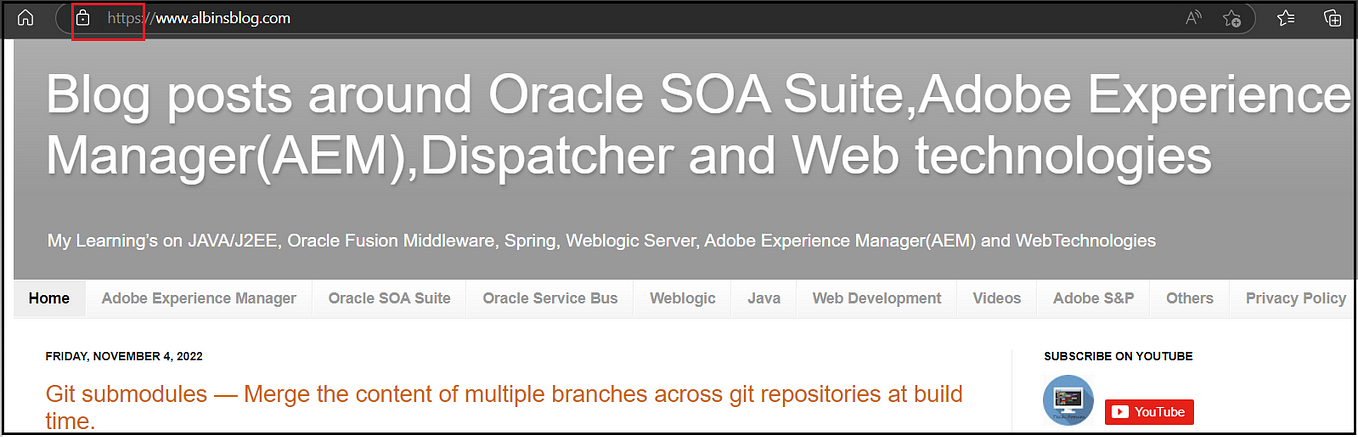 https://www.albinsblog.com
Blog posts around Oracle SOA Suite,Adobe Experience
Manager(AEM),Dispatcher and Web technologies
My Learning's on JAVA/J2EE, Oracle Fusion Middleware, Spring, Weblogic Server, Adobe Experience Manager(AEM) and WebTechnologies
Home Adobe Experience Manager Oracle SOA Suite Oracle Service Bus Weblogic Java Web Development Videos Adobe S&P Others Privacy Policy
FRIDAY, NOVEMBER 4, 2022
Git submodules — Merge the content of multiple branches across git repositories at build
time.
SUBSCRIBE ON YOUTUBE
YouTube